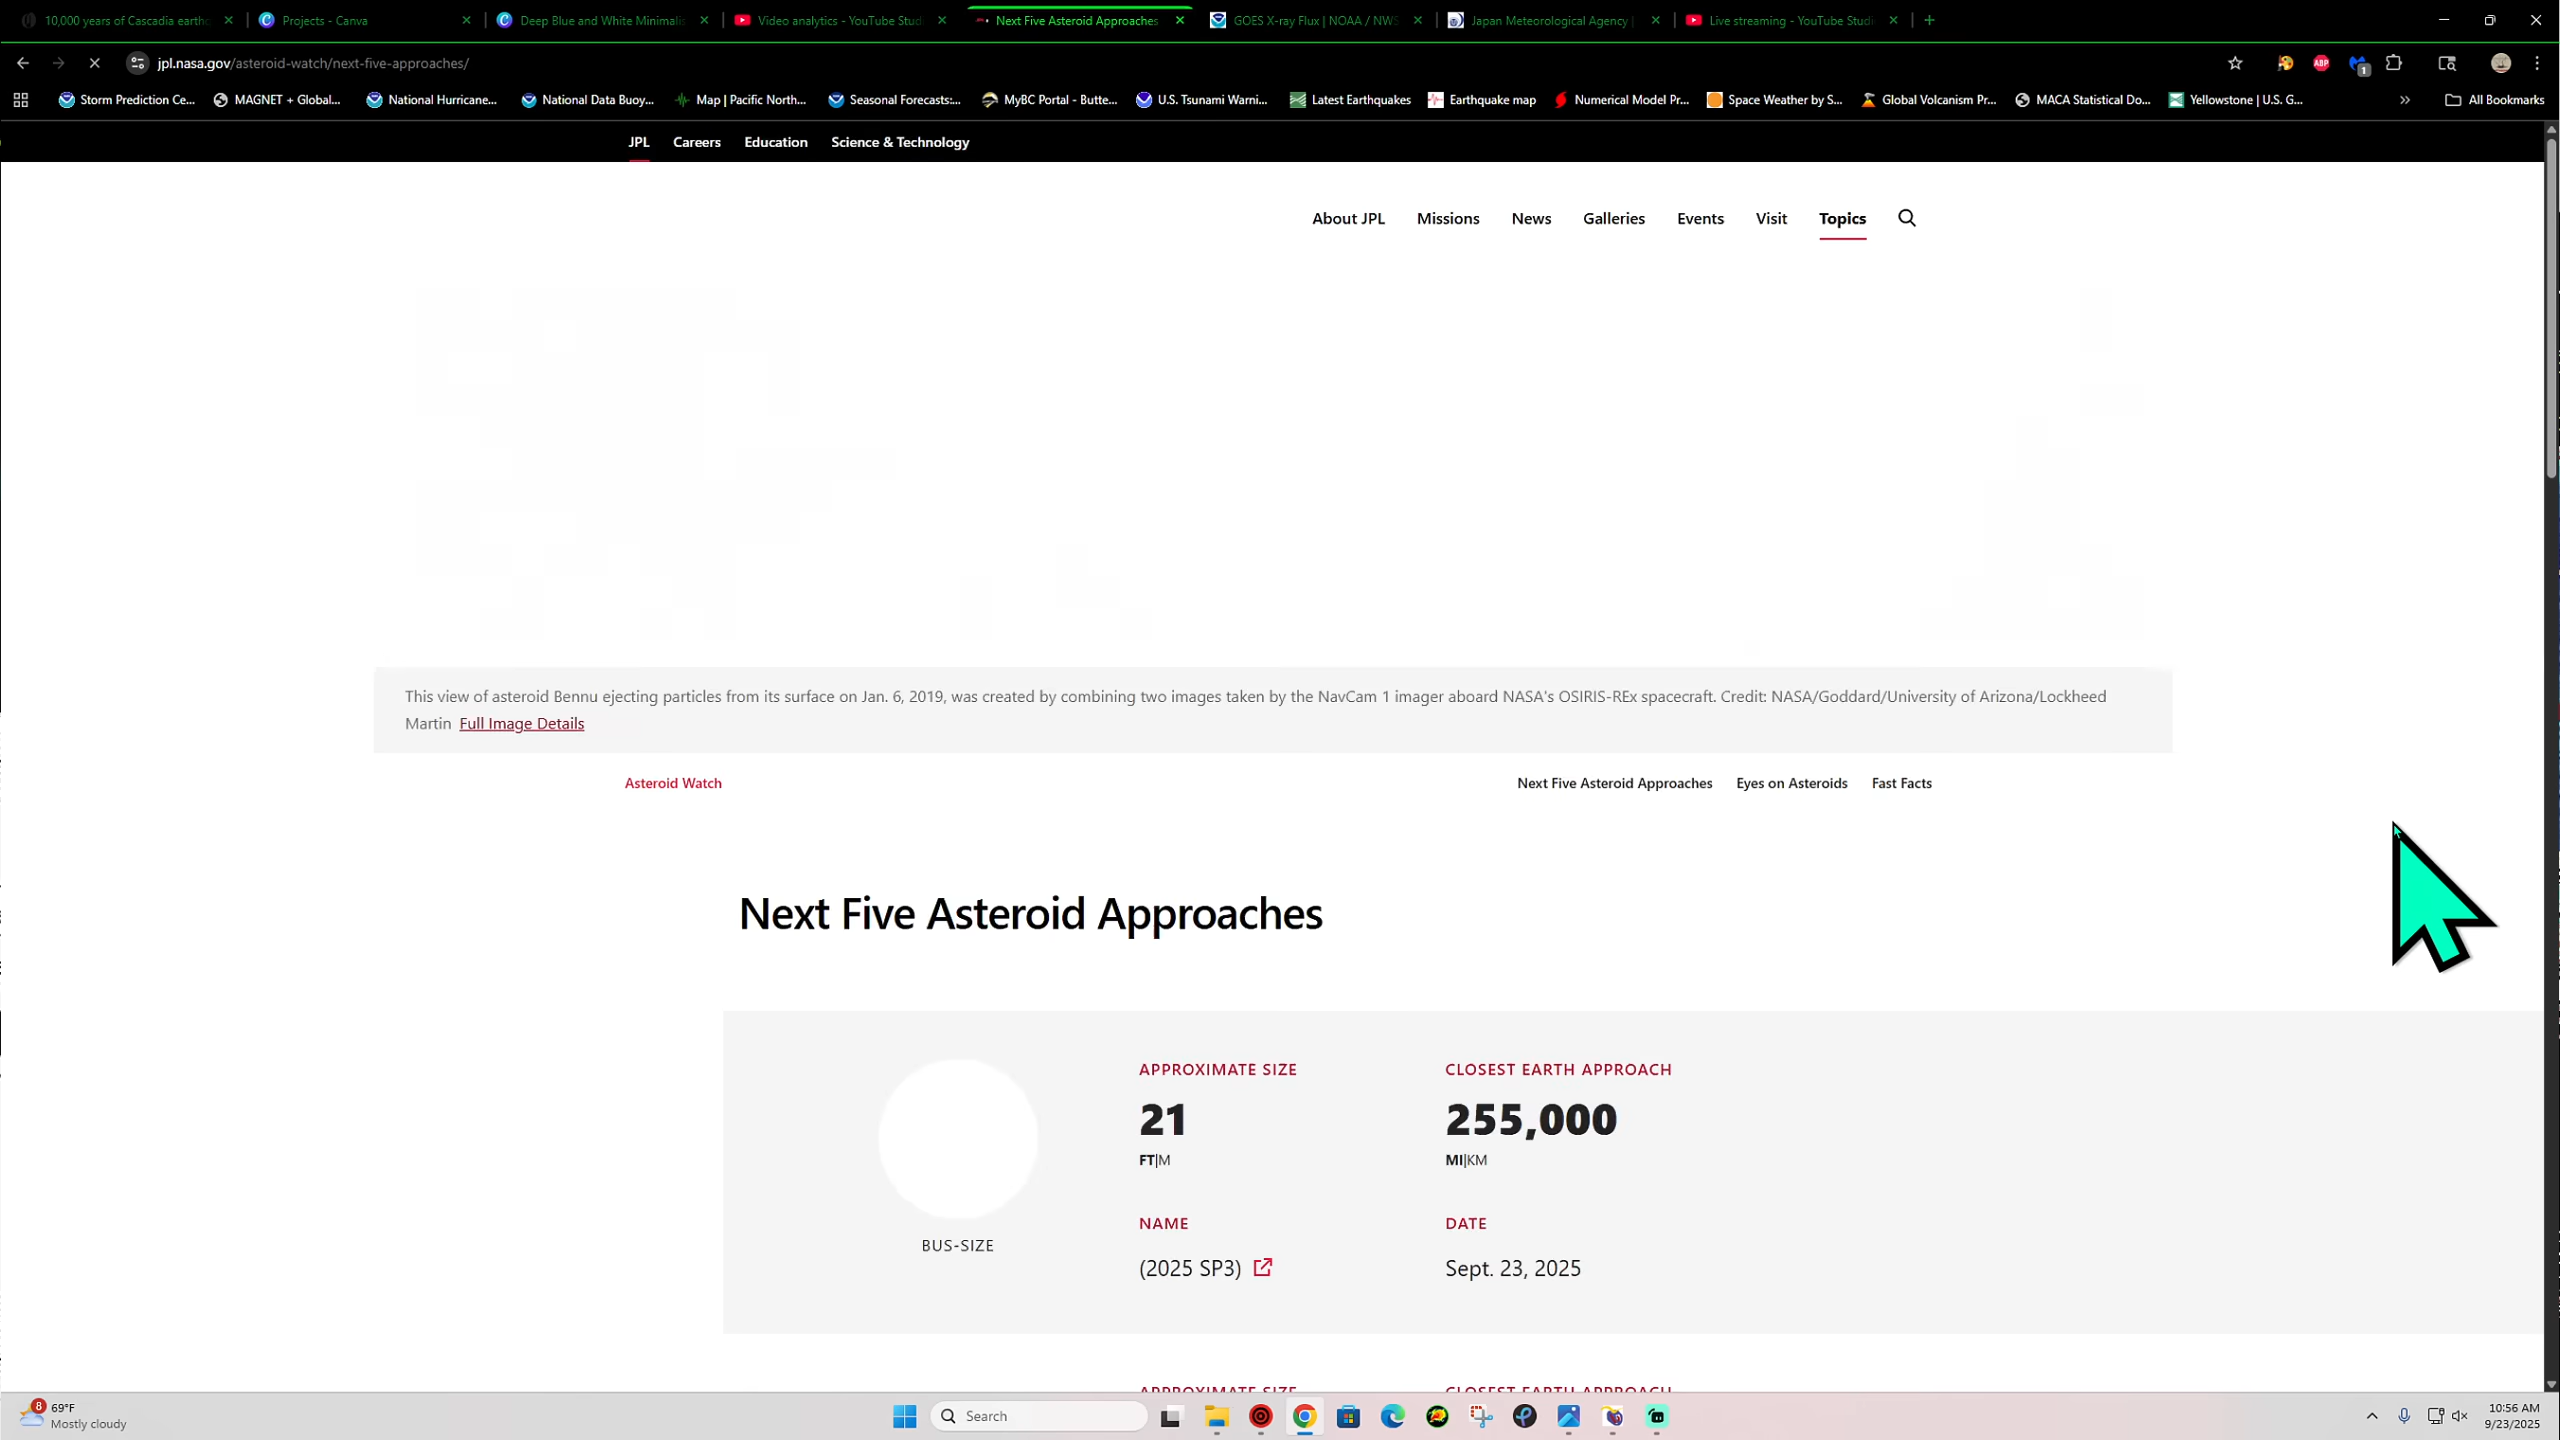 10,000 years of Cascadia earthc
Projects - Canva
Deep Blue and White Minimalis
Video analytics - YouTube Stud
Next Five Asteroid Approaches
GOES X-ray Flux | NOAA / NWS
Japan Meteorological Agency |
Live streaming - YouTube Studi
jpl.nasa.gov/asteroid-watch/next-five-approaches/
ABP
1
Storm Prediction Ce...
MAGNET + Global...
National Hurricane...
National Data Buoy...
Map | Pacific North...
Seasonal Forecasts:...
MyBC Portal - Butte...
U.S. Tsunami Warni...
Latest Earthquakes
Earthquake map
Numerical Model Pr...
Space Weather by S...
Global Volcanism Pr...
MACA Statistical Do...
Yellowstone | U.S. G...
All Bookmarks
JPL Careers Education Science & Technology
About JPL Missions News Galleries Events Visit Topics
This view of asteroid Bennu ejecting particles from its surface on Jan. 6, 2019, was created by combining two images taken by the NavCam 1 imager aboard NASA's OSIRIS-REx spacecraft. Credit: NASA/Goddard/University of Arizona/Lockheed
Martin Full Image Details
Asteroid Watch
Next Five Asteroid Approaches Eyes on Asteroids Fast Facts
Next Five Asteroid Approaches
APPROXIMATE SIZE
21
FT|M
CLOSEST EARTH APPROACH
255,000
MI|KM
BUS-SIZE
NAME
(2025 SP3)
DATE
Sept. 23, 2025
APPROXIMATE SIZE
CLOSEST EARTH APPROACH
8
69°F
Mostly cloudy
Search
10:56 AM
9/23/2025